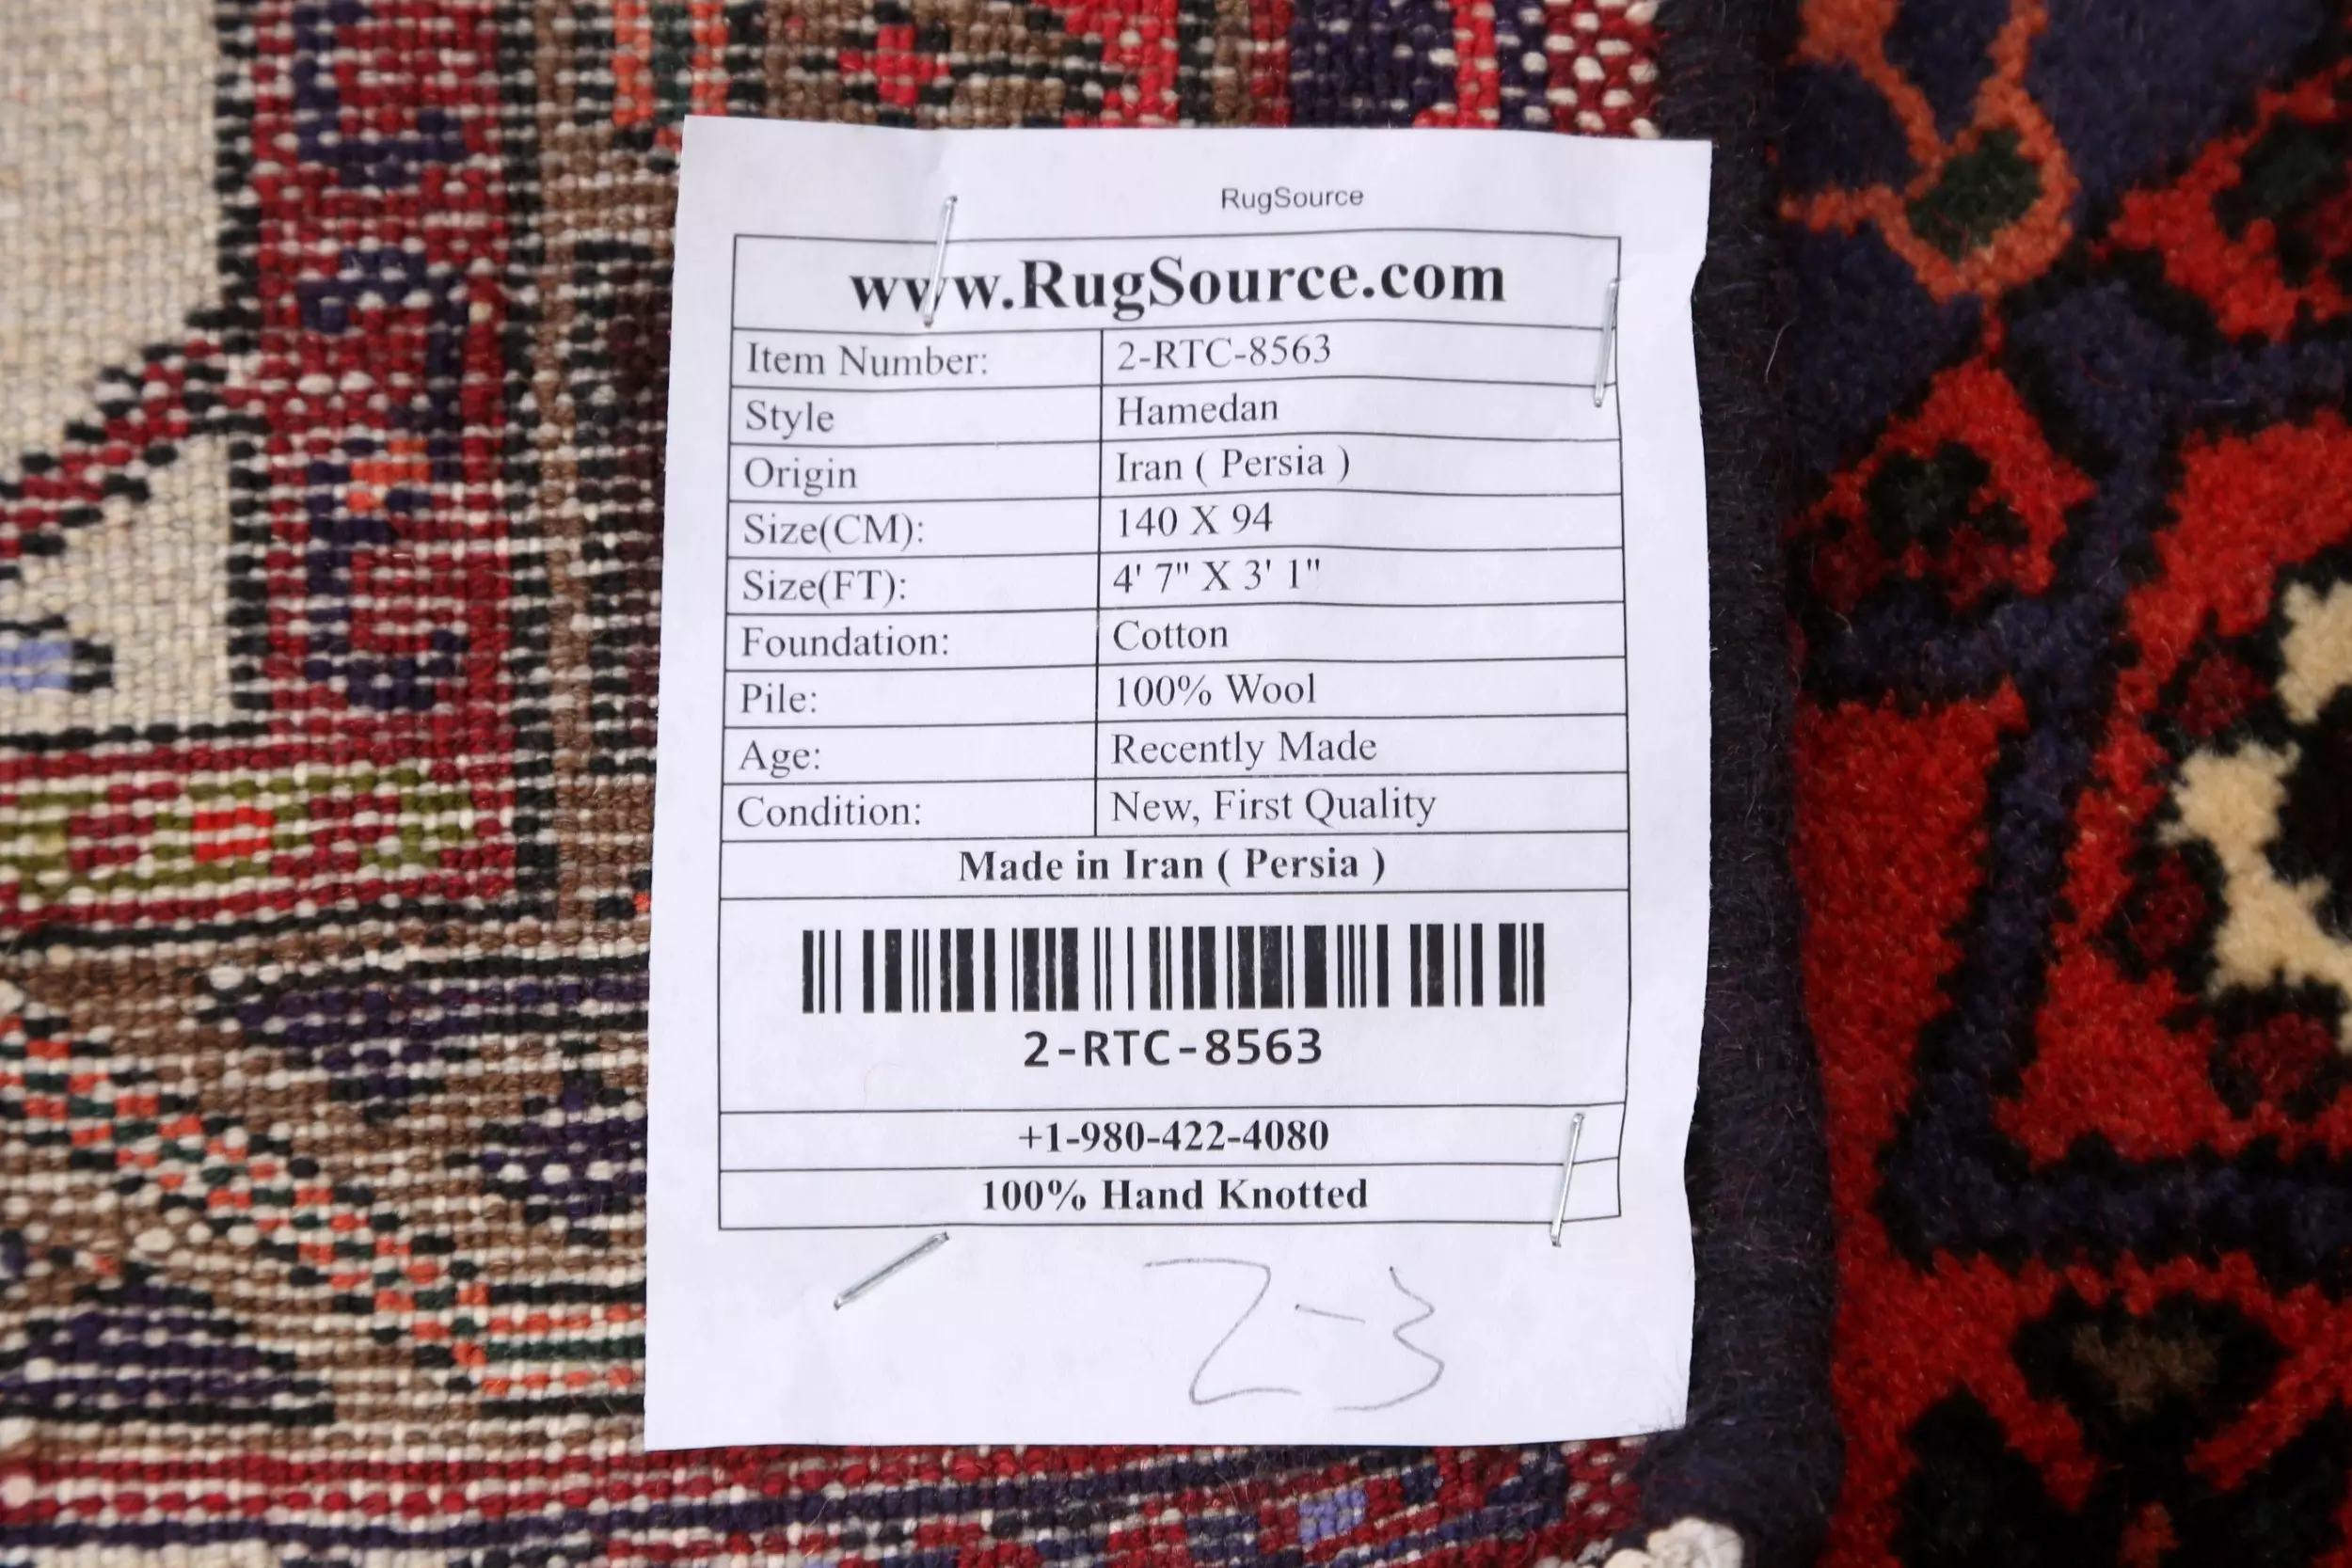 RugSource
www.RugSource.com
Item Number: 2-RTC-8563
Style Hamedan
Origin Iran ( Persia )
Size(CM): 140 X 94
Size(FT): 4' 7" X 3' 1"
Foundation: Cotton
Pile: 100% Wool
Age: Recently Made
Condition: New, First Quality
Made in Iran ( Persia )
2-RTC-8563
+1-980-422-4080
100% Hand Knotted
2-3